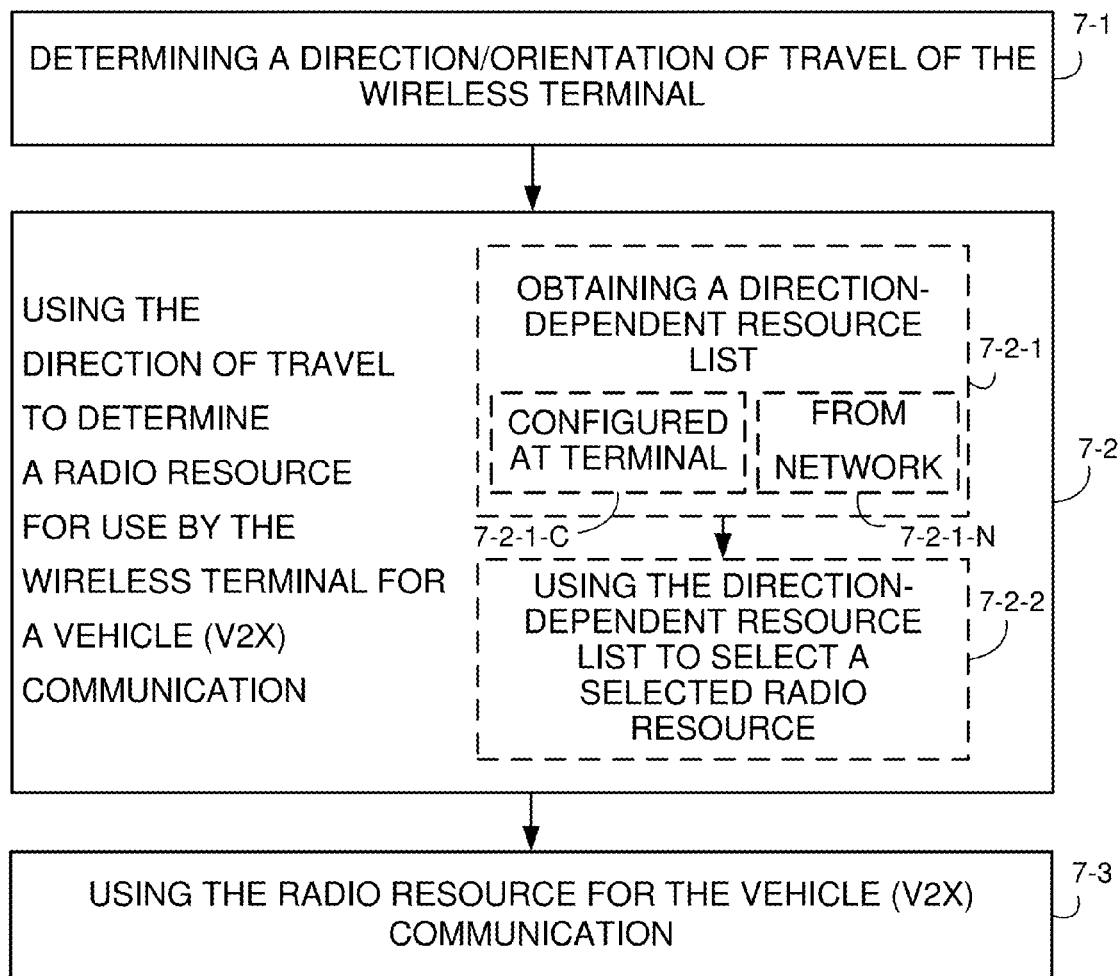 7-1
DETERMINING A DIRECTION/ORIENTATION OF TRAVEL OF THE
WIRELESS TERMINAL
USING THE
DIRECTION OF TRAVEL
TO DETERMINE
A RADIO RESOURCE
FOR USE BY THE
WIRELESS TERMINAL FOR
A VEHICLE (V2X)
COMMUNICATION
OBTAINING A DIRECTION-
DEPENDENT RESOURCE
LIST
7-2-1
CONFIGURED
AT TERMINAL
FROM
NETWORK
7-2
7-2-1-C
7-2-1-N
USING THE DIRECTION-
DEPENDENT RESOURCE
LIST TO SELECT A
SELECTED RADIO
RESOURCE
7-2-2
7-3
USING THE RADIO RESOURCE FOR THE VEHICLE (V2X)
COMMUNICATION